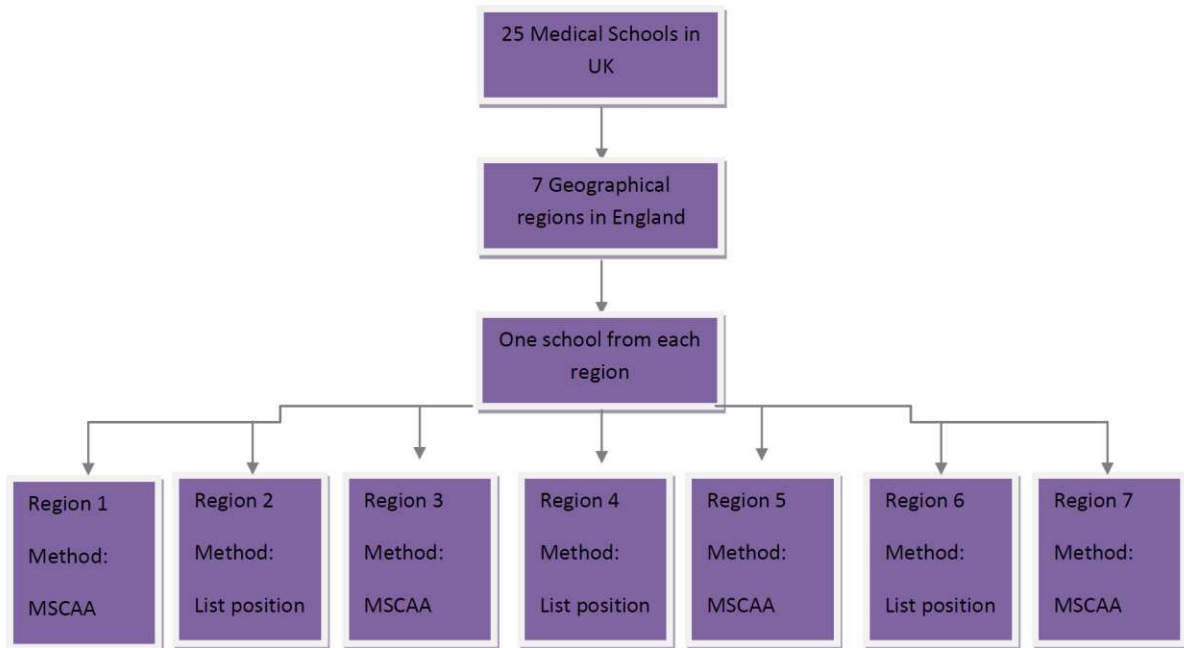 25 Medical Schools in
UK
7 Geographical
regions in England
One school from each
region
Region 1
Method:
MSCAA
Region 2
Method:
List position
Region 3
Method:
MSCAA
Region 4
Method:
List position
Region 5
Method:
MSCAA
Region 6
Method:
List position
Region 7
Method:
MSCAA